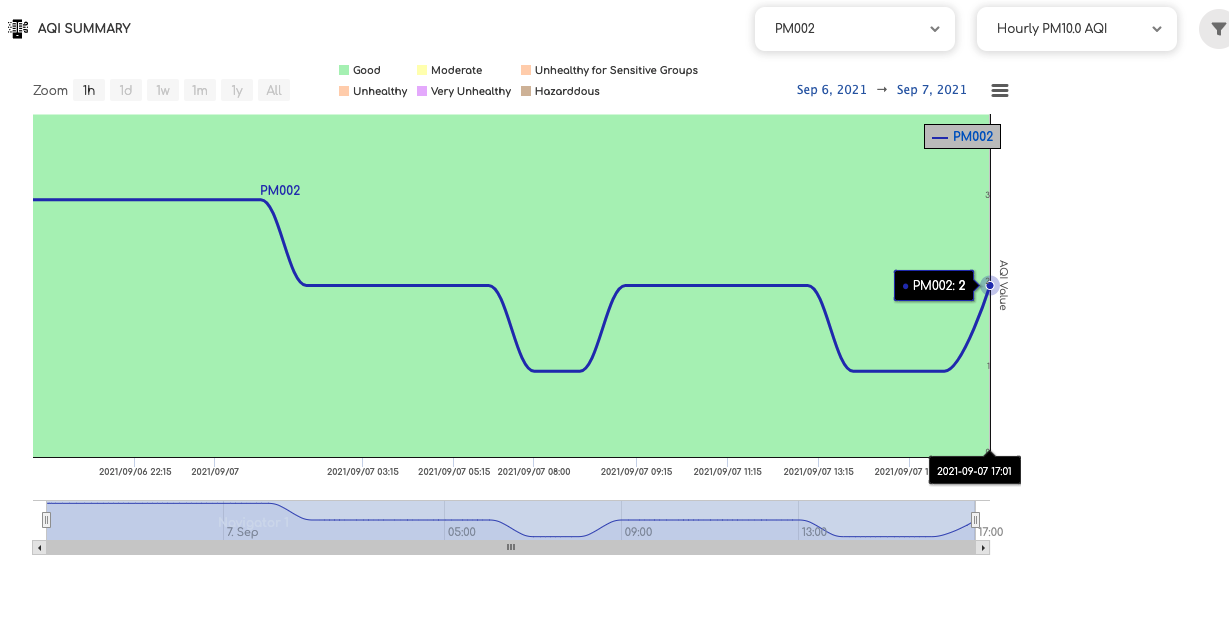 AQI SUMMARY
PM002
Hourly PM10.0 AQI
Good
Moderate
Unhealthy for Sensitive Groups
Unhealthy
Very Unhealthy
Hazarddous
Zoom 1h 1d 1w 1m 1y All
Sep 6, 2021 → Sep 7, 2021
PM002
PM002
3
PM002: 2
AQI Value
1
2021/09/06 22:15
2021/09/07
2021/09/07 03:15
2021/09/07 05:15
2021/09/07 08:00
2021/09/07 09:15
2021/09/07 11:15
2021/09/07 13:15
2021/09/07
2021-09-07 17:01
Navigator 1
7. Sep
05:00
09:00
13:00
17:00